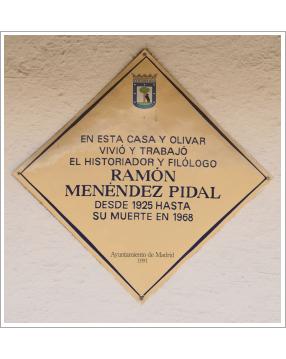 EN ESTA CASA Y OLIVAR
VIVIÓ Y TRABAJÓ
EL HISTORIADOR Y FILÓLOGO
RAMÓN
MENÉNDEZ PIDAL
DESDE 1925 HASTA
SU MUERTE EN 1968
Ayuntamiento de Madrid
1991